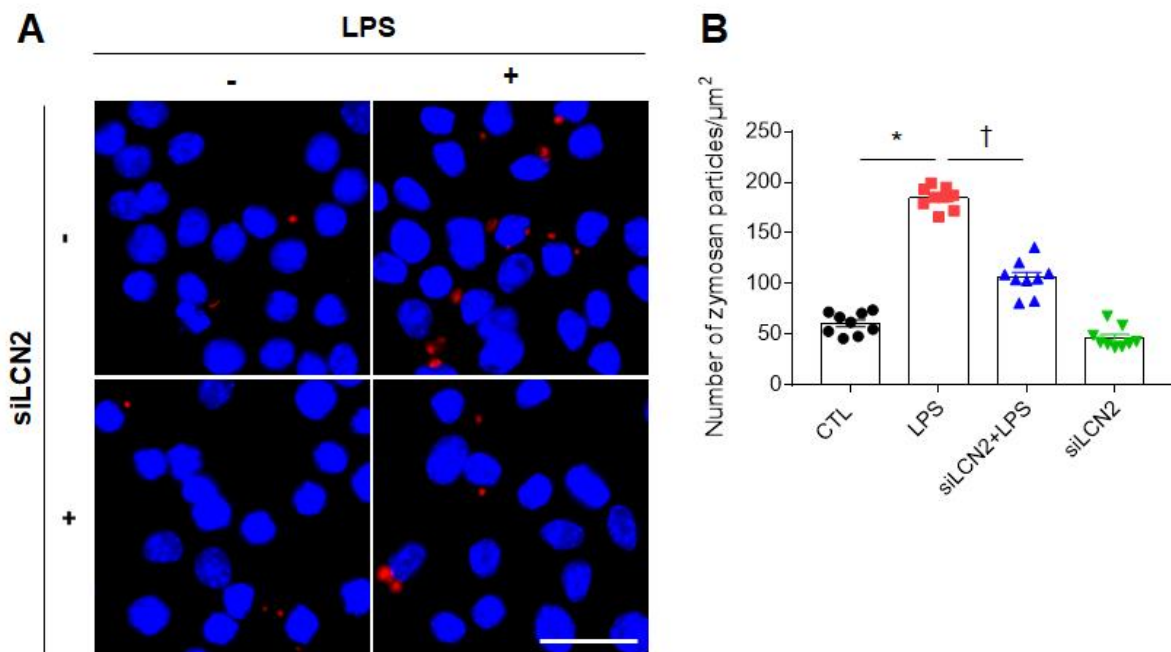 A
LPS
-
+
siLCN2
-
+
B
Number of zymosan particles/µm²
250
200
150
100
50
0
*
†
CTL
LPS
siLCN2+LPS
siLCN2